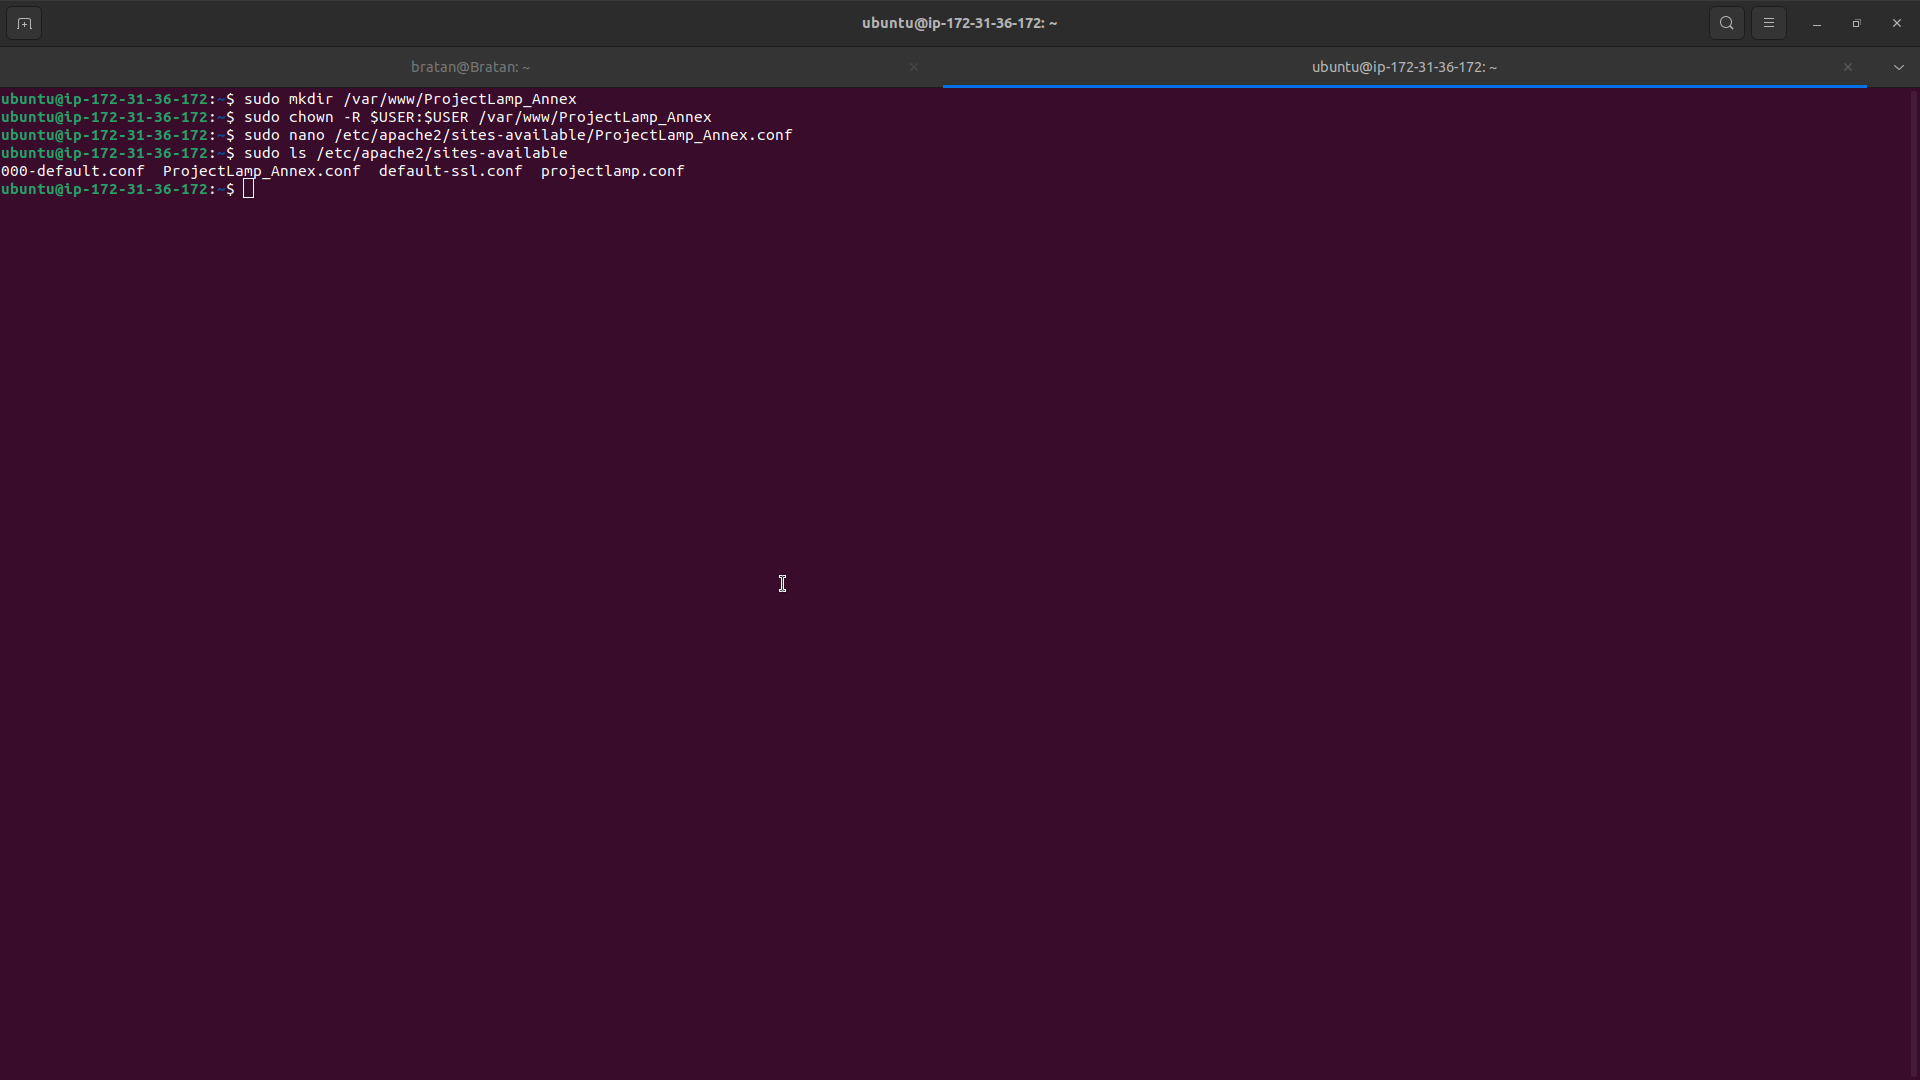 ubuntu@ip-172-31-36-172: ~
bratan@Bratan: ~
ubuntu@ip-172-31-36-172: ~
ubuntu@ip-172-31-36-172:~$ sudo mkdir /var/www/ProjectLamp_Annex
ubuntu@ip-172-31-36-172:~$ sudo chown -R $USER:$USER /var/www/ProjectLamp_Annex
ubuntu@ip-172-31-36-172:~$ sudo nano /etc/apache2/sites-available/ProjectLamp_Annex.conf
ubuntu@ip-172-31-36-172:~$ sudo ls /etc/apache2/sites-available
000-default.conf  ProjectLamp_Annex.conf  default-ssl.conf  projectlamp.conf
ubuntu@ip-172-31-36-172:~$